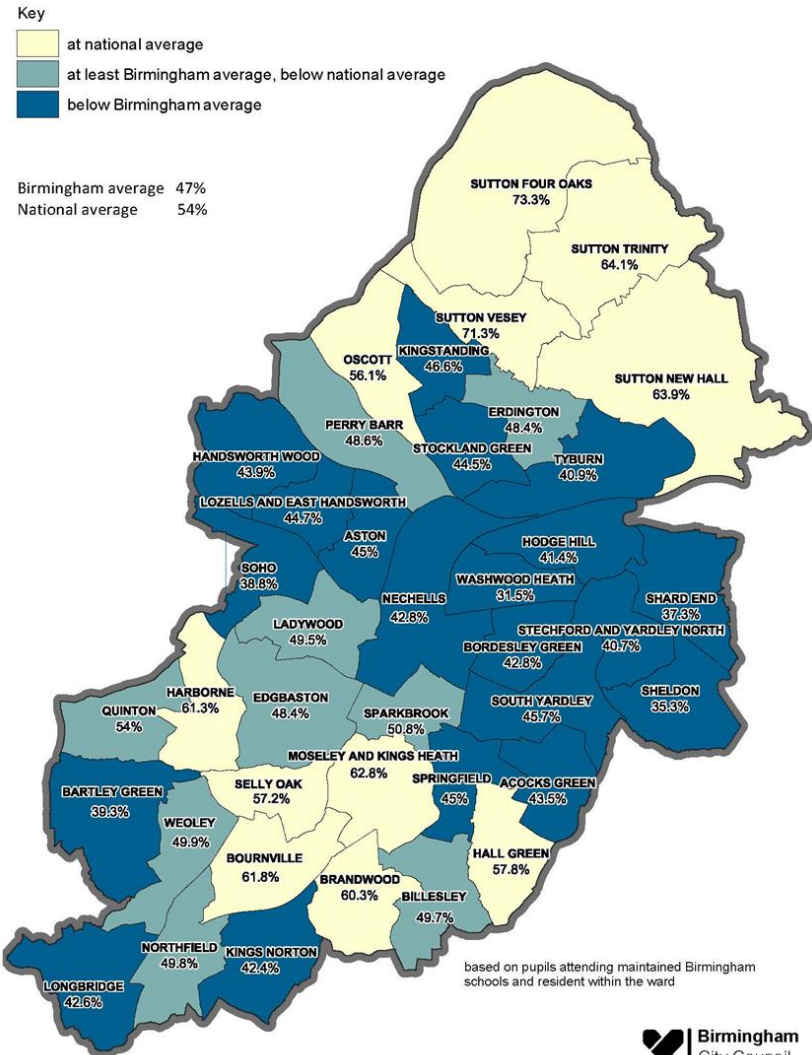 Key
at national average
at least Birmingham average, below national average
below Birmingham average
Birmingham average 47%
National average 54%
SUTTON FOUR OAKS
73.3%
SUTTON TRINITY
64.1%
SUTTON VESEY
71.3%
KINGSTANDING
46.6%
OSCOTT
56.1%
SUTTON NEW HALL
63.9%
ERDINGTON
48.4%
PERRY BARR
48.6%
STOCKLAND GREEN
44.5%
TYBURN
40.9%
HANDSWORTH WOOD
43.9%
LOZELLS AND EAST HANDSWORTH
44.7%
ASTON
45%
HODGE HILL
41.4%
SOHO
38.8%
WASHWOOD HEATH
31.5%
NECHELLS
42.8%
SHARD END
37.3%
LADYWOOD
49.5%
STECHFORD AND YARDLEY NORTH
40.7%
BORDESLEY GREEN
42.8%
HARBORNE
61.3%
EDGBASTON
48.4%
SHELDON
35.3%
QUINTON
54%
SPARKBROOK
50.8%
SOUTH YARDLEY
45.7%
MOSELEY AND KINGS HEATH
62.8%
SELLY OAK
57.2%
SPRINGFIELD
45%
ACOCKS GREEN
43.5%
BARTLEY GREEN
39.3%
WEOLEY
49.9%
BOURNVILLE
61.8%
HALL GREEN
57.8%
BRANDWOOD
60.3%
BILLESLEY
49.7%
NORTHFIELD
49.8%
KINGS NORTON
42.4%
LONGBRIDGE
42.6%
based on pupils attending maintained Birmingham
schools and resident within the ward
Birmingham
City Council